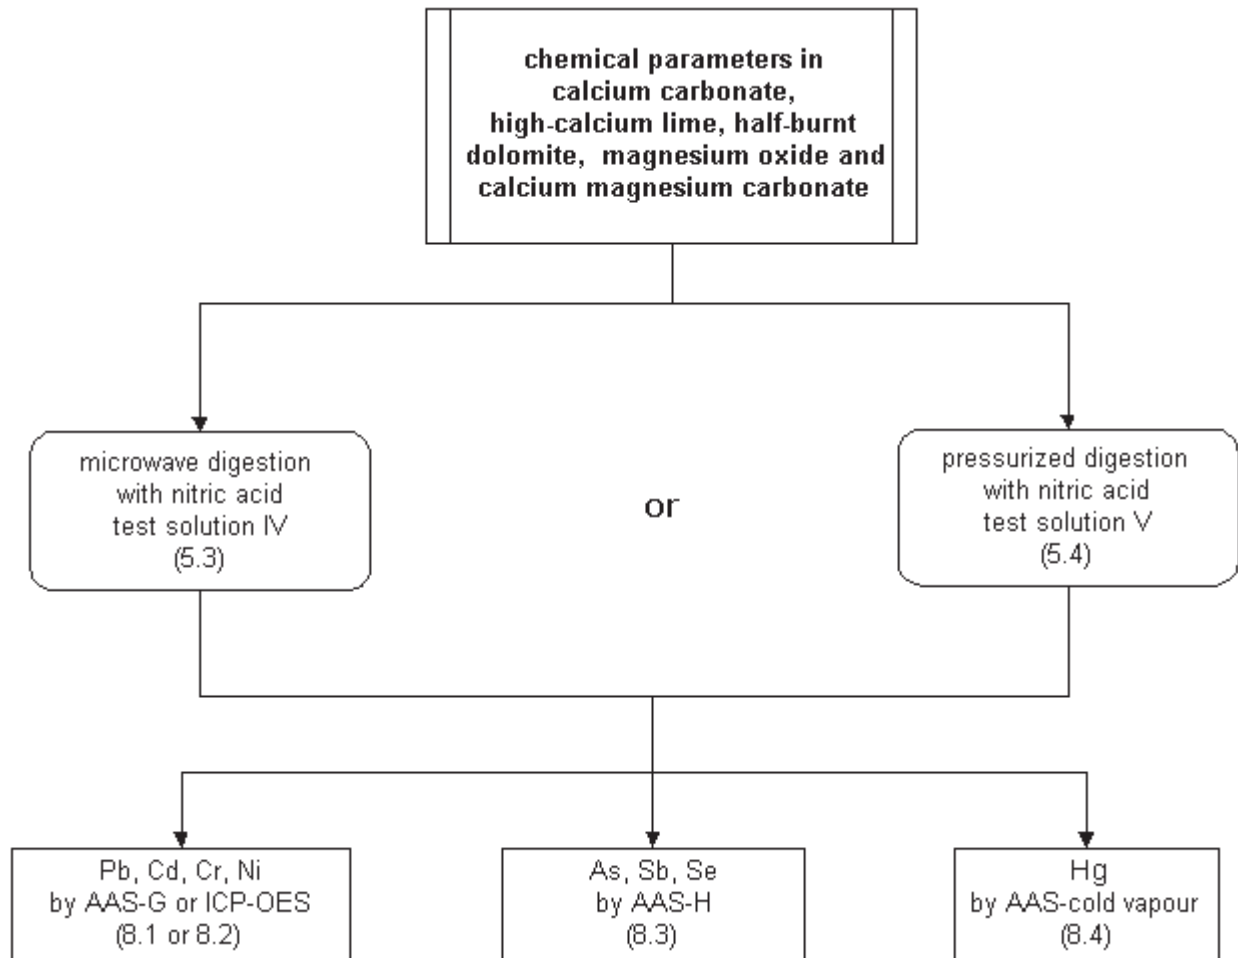 chemical parameters in
calcium carbonate,
high-calcium lime, half-burnt
dolomite, magnesium oxide and
calcium magnesium carbonate
microwave digestion
with nitric acid
test solution IV
(5.3)
or
pressurized digestion
with nitric acid
test solution V
(5.4)
Pb, Cd, Cr, Ni
by AAS-G or ICP-OES
(8.1 or 8.2)
As, Sb, Se
by AAS-H
(8.3)
Hg
by AAS-cold vapour
(8.4)